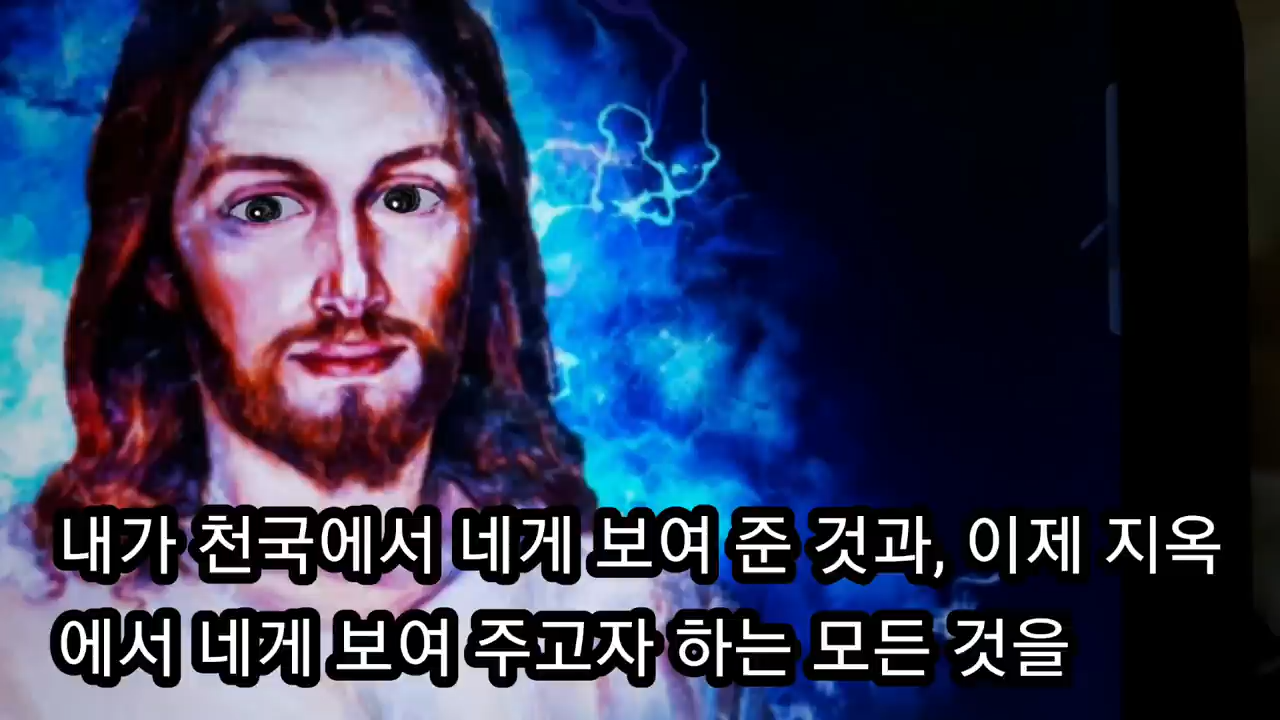 내가 천국에서 네게 보여 준 것과, 이제 지옥
에서 네게 보여 주고자 하는 모든 것을